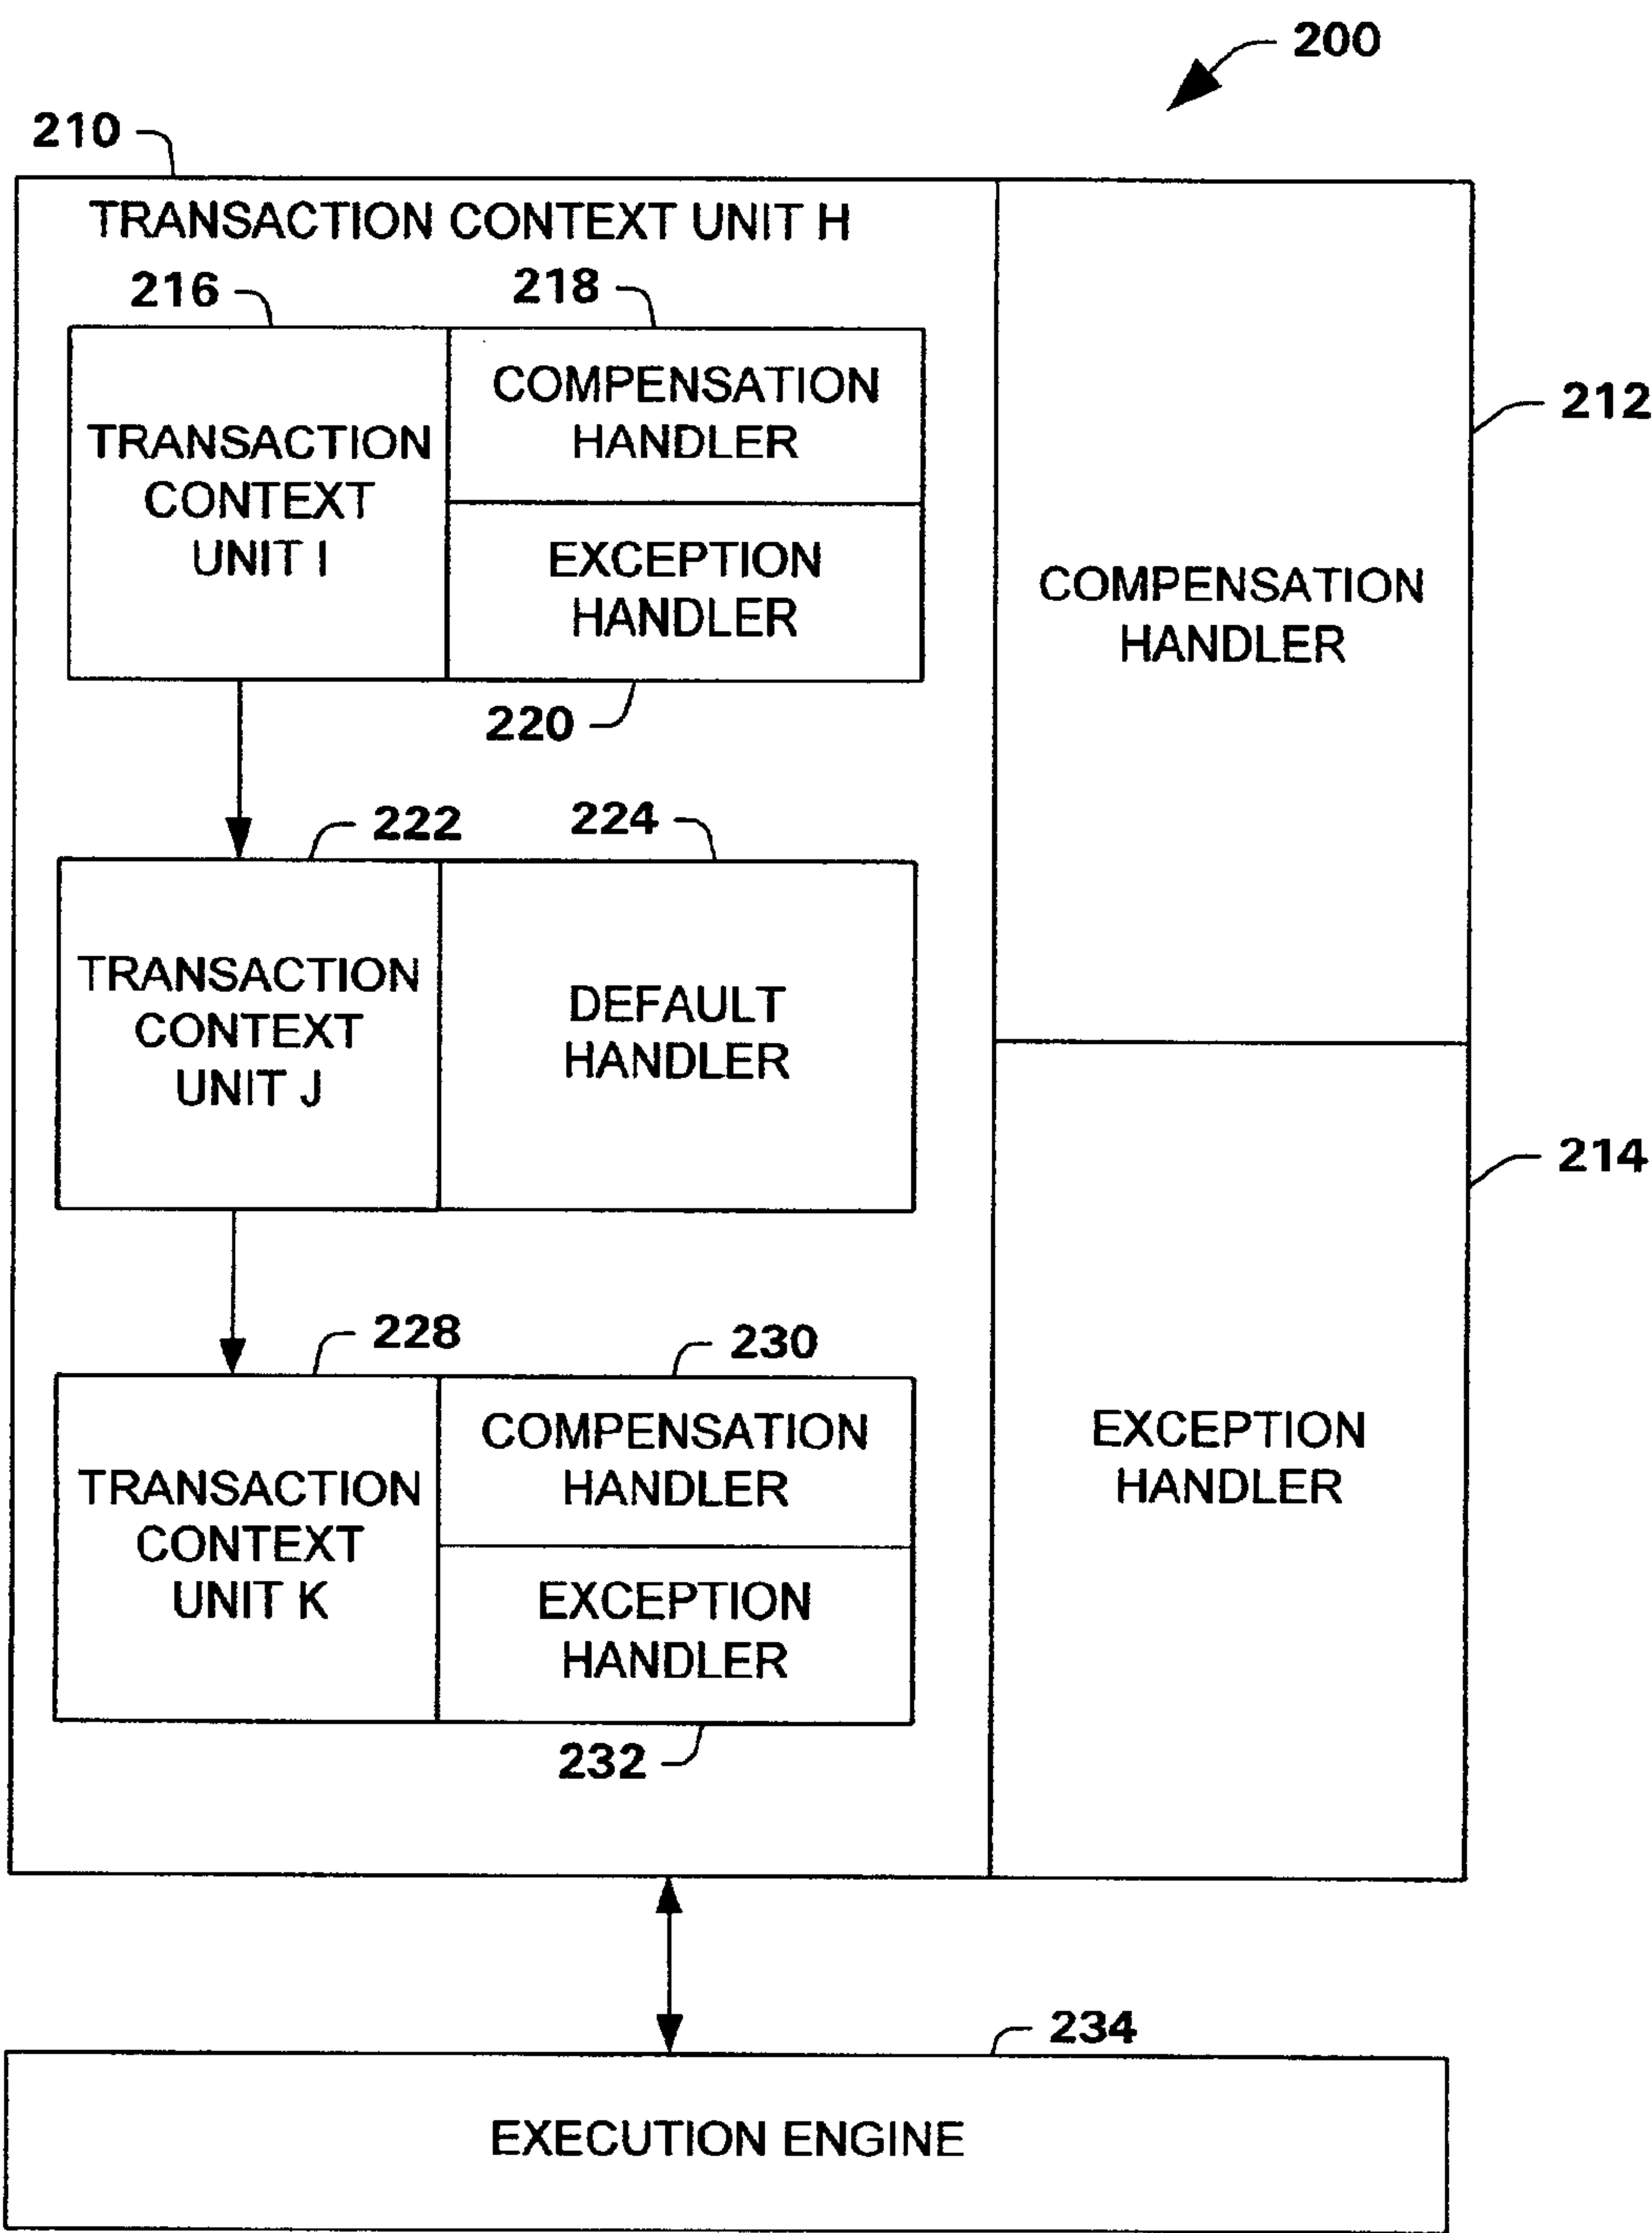 200
210
TRANSACTION CONTEXT UNIT H
216
218
TRANSACTION
CONTEXT
UNIT I
COMPENSATION
HANDLER
EXCEPTION
HANDLER
220
212
COMPENSATION
HANDLER
222
224
TRANSACTION
CONTEXT
UNIT J
DEFAULT
HANDLER
214
EXCEPTION
HANDLER
228
230
TRANSACTION
CONTEXT
UNIT K
COMPENSATION
HANDLER
EXCEPTION
HANDLER
232
234
EXECUTION ENGINE